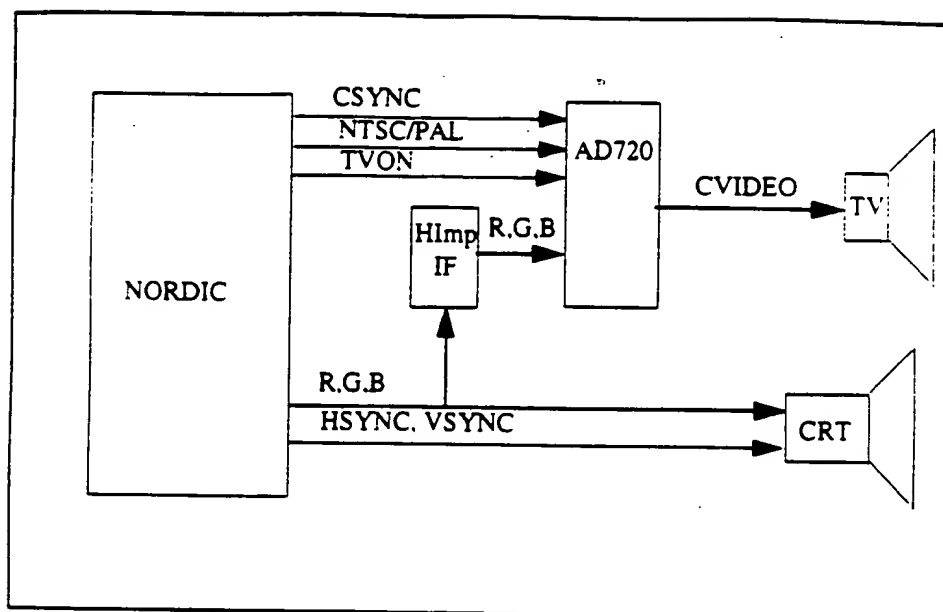 CSYNC
NTSC/PAL
TVON
AD720
CVIDEO
TV
HImp
IF
R,G,B
NORDIC
R,G,B
HSYNC, VSYNC
CRT